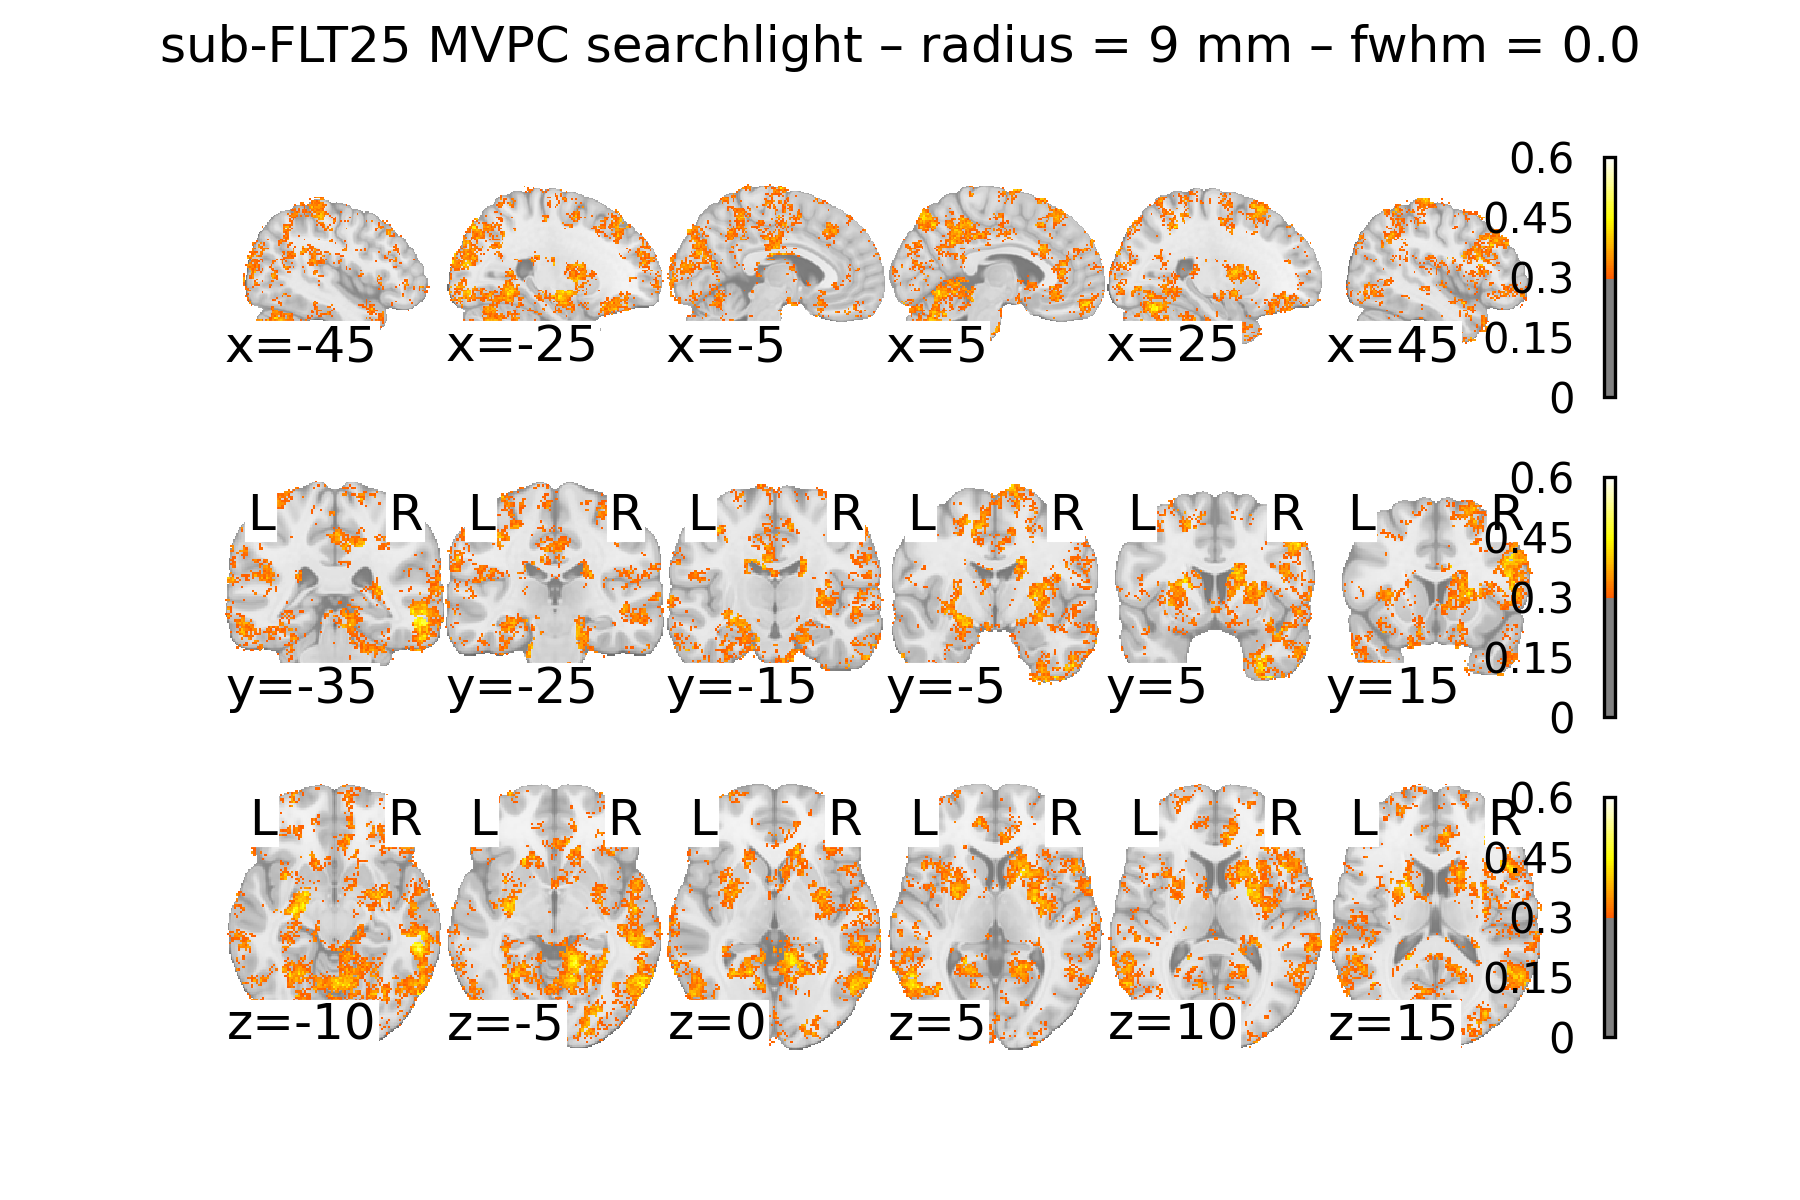 sub-FLT25 MVPC searchlight – radius = 9 mm – fwhm = 0.0
0.6
0.45
0.3
0.15
0
x=-45 x=-25 x=-5 x=5 x=25 x=45
0.6
L R L R L R L R L R L R
0.45
0.3
0.15
0
y=-35 y=-25 y=-15 y=-5 y=5 y=15
0.6
L R L R L R L R L R L R
0.45
0.3
0.15
0
z=-10 z=-5 z=0 z=5 z=10 z=15